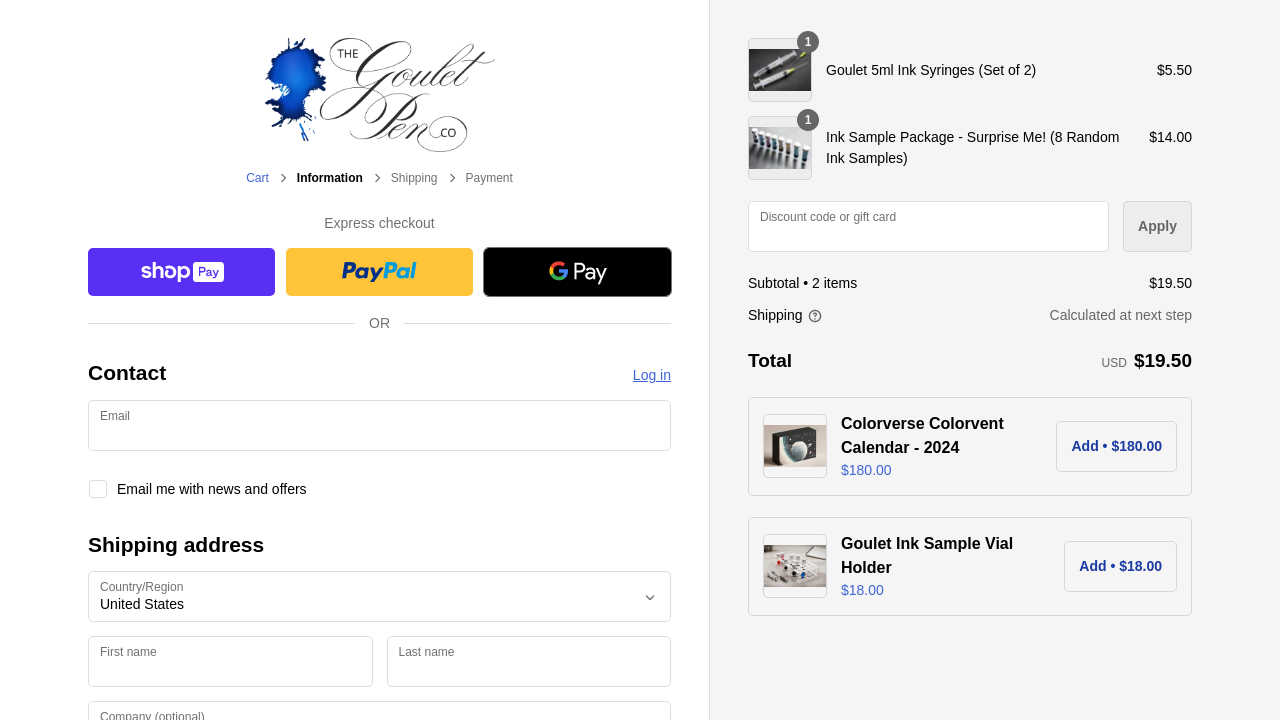 THE
Goulet
Pen CO
Cart
Information
Shipping
Payment
Express checkout
shop Pay
PayPal
G Pay
OR
Contact
Log in
Email
Email me with news and offers
Shipping address
Country/Region
United States
First name
Last name
Company (optional)
1
Goulet 5ml Ink Syringes (Set of 2)
$5.50
1
Ink Sample Package - Surprise Me! (8 Random
Ink Samples)
$14.00
Discount code or gift card
Apply
Subtotal • 2 items
$19.50
Shipping
Calculated at next step
Total
USD $19.50
Colorverse Colorvent
Calendar - 2024
$180.00
Add • $180.00
Goulet Ink Sample Vial
Holder
$18.00
Add • $18.00